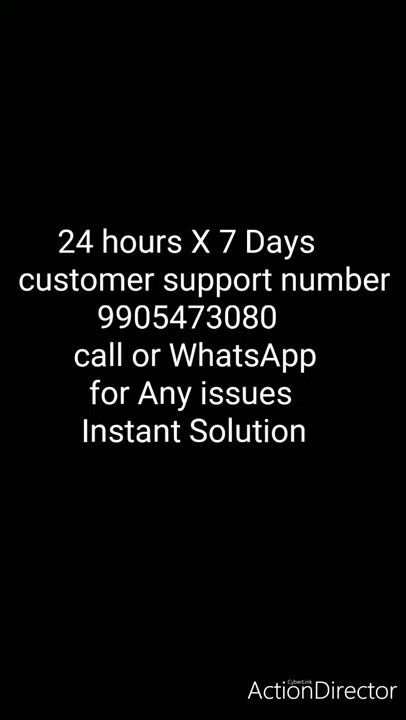 24 hours X 7 Days
customer support number
9905473080
call or WhatsApp
for Any issues
Instant Solution
CyberLink
ActionDirector